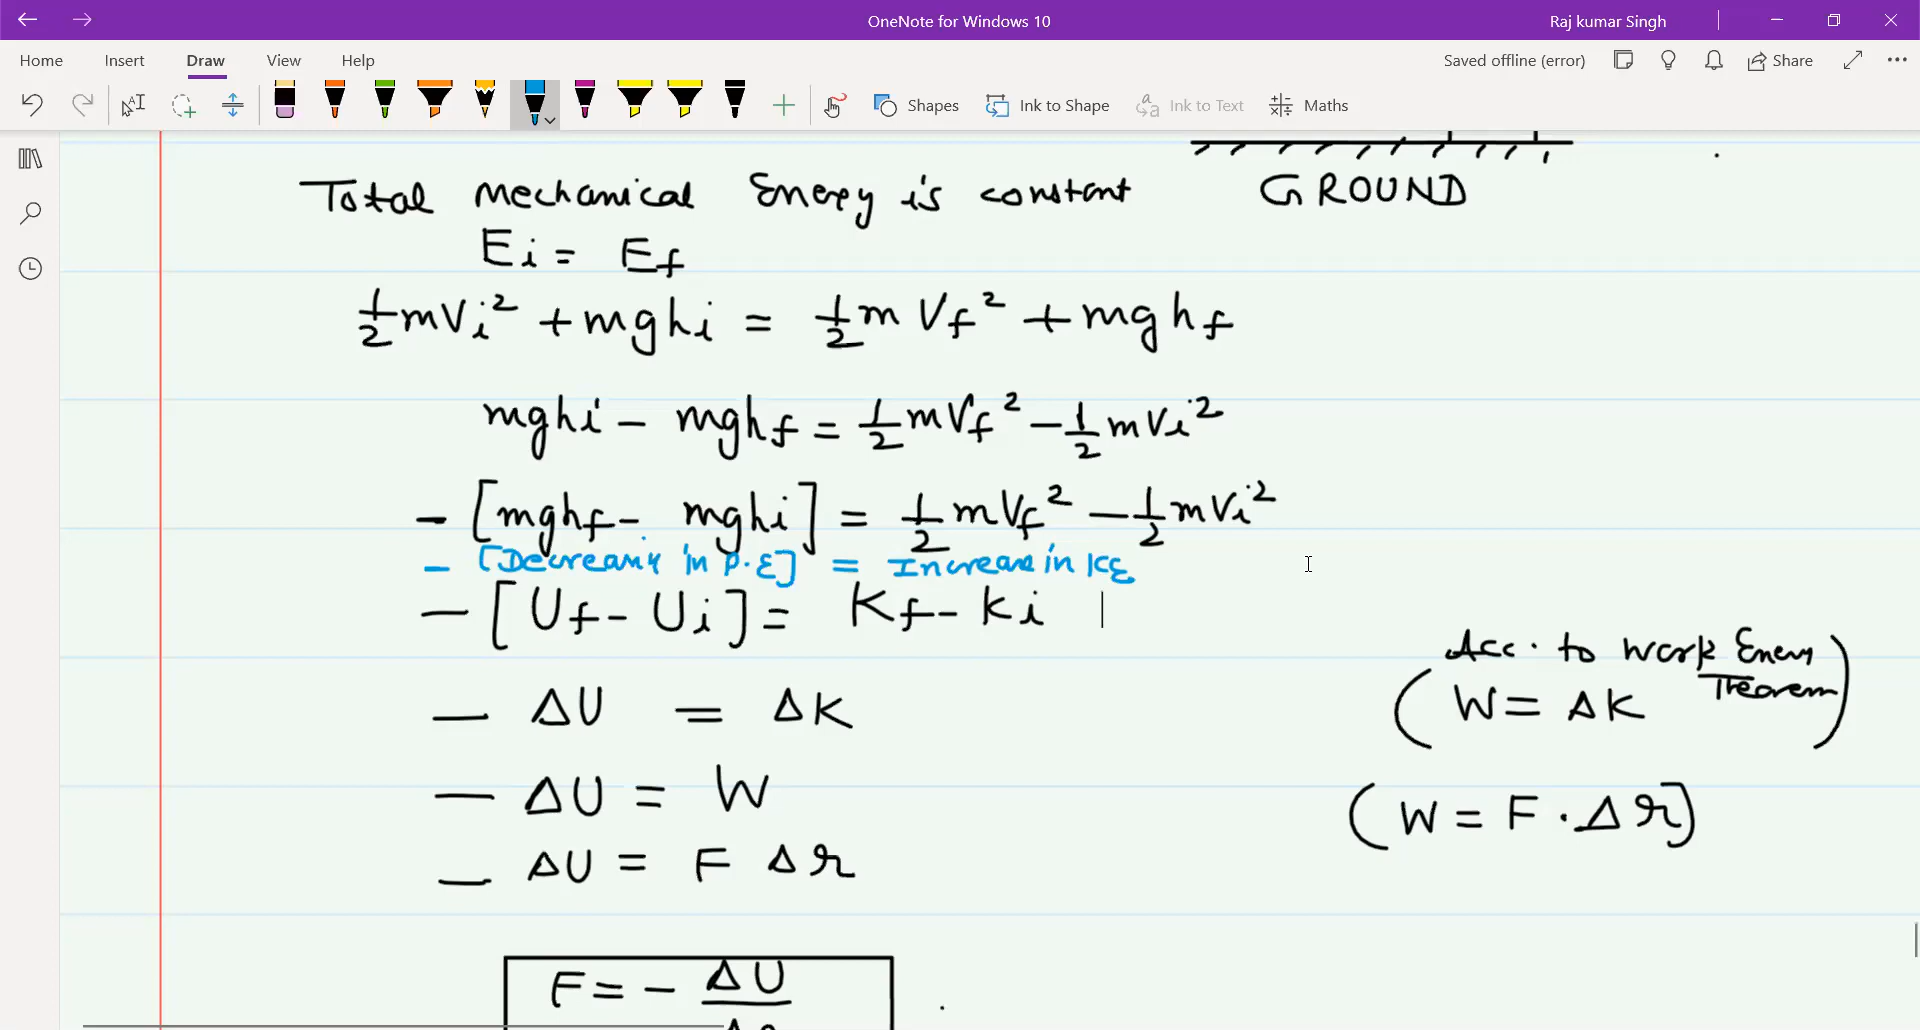 OneNote for Windows 10
Raj kumar Singh
Home Insert Draw View Help
Saved offline (error) Share
Shapes Ink to Shape Ink to Text Maths
GROUND
Total mechanical Energy is constant
Ei = Ef
½mVi² + mghi = ½mVf² + mghf
mghi - mghf = ½mVf² - ½mVi²
- [mghf - mghi] = ½mVf² - ½mVi²
- [Decreasing in P.E] = Increase in KE
- [Uf - Ui] = Kf - Ki
Acc. to Work Energy Theorem
(W = ΔK)
- ΔU = ΔK
- ΔU = W
(W = F · Δr)
- ΔU = F Δr
F = - ΔU